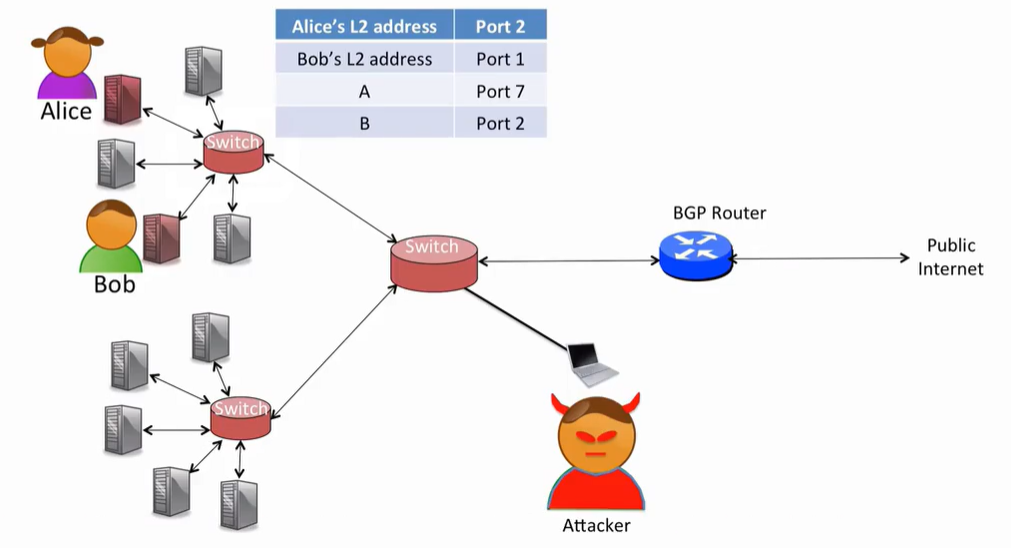 Alice's L2 address Port 2
Bob's L2 address Port 1
A Port 7
B Port 2
Alice
Switch
Bob
Switch
BGP Router
Public
Internet
Switch
Attacker